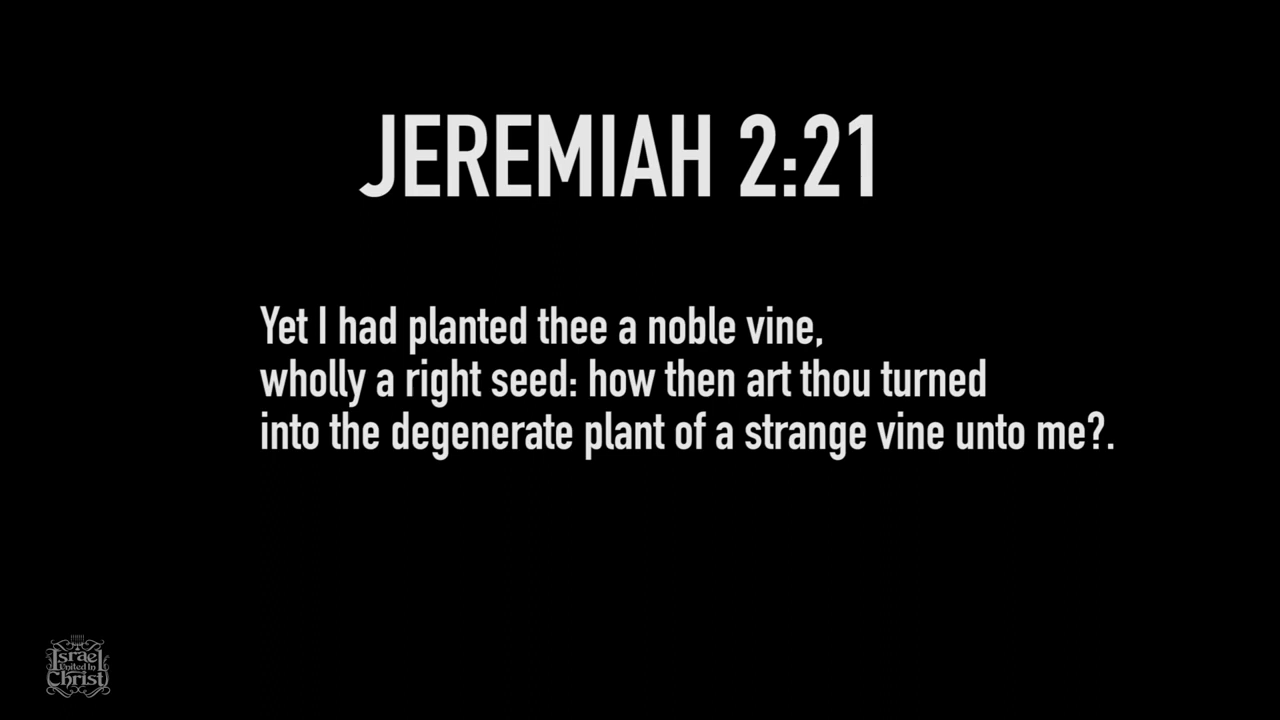 JEREMIAH 2:21
Yet I had planted thee a noble vine,
wholly a right seed: how then art thou turned
into the degenerate plant of a strange vine unto me?.
Israel
United In
Christ